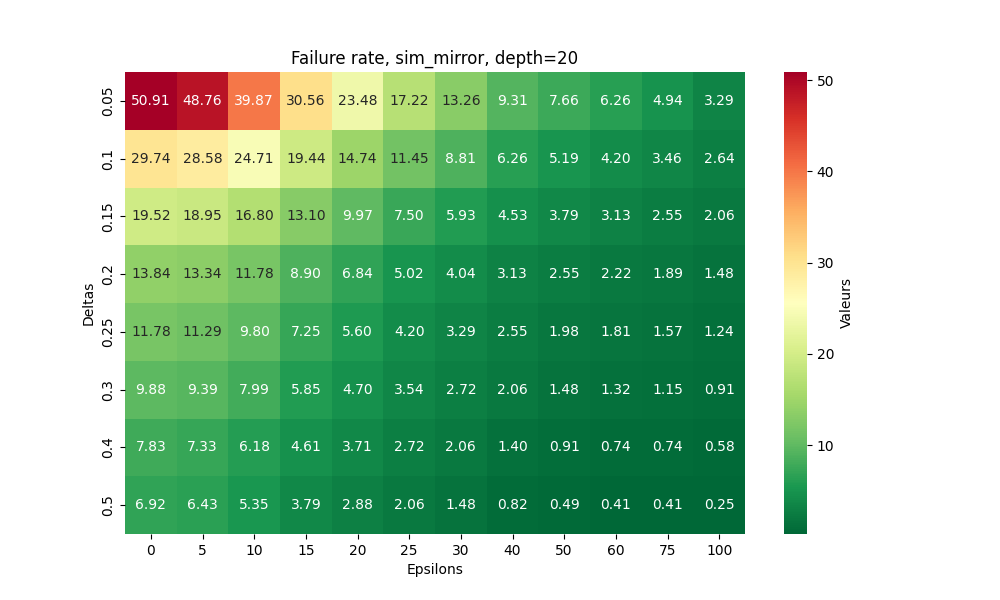 Failure rate, sim_mirror, depth=20
0.05 50.91 48.76 39.87 30.56 23.48 17.22 13.26 9.31 7.66 6.26 4.94 3.29
0.1 29.74 28.58 24.71 19.44 14.74 11.45 8.81 6.26 5.19 4.20 3.46 2.64
0.15 19.52 18.95 16.80 13.10 9.97 7.50 5.93 4.53 3.79 3.13 2.55 2.06
0.2 13.84 13.34 11.78 8.90 6.84 5.02 4.04 3.13 2.55 2.22 1.89 1.48
0.25 11.78 11.29 9.80 7.25 5.60 4.20 3.29 2.55 1.98 1.81 1.57 1.24
0.3 9.88 9.39 7.99 5.85 4.70 3.54 2.72 2.06 1.48 1.32 1.15 0.91
0.4 7.83 7.33 6.18 4.61 3.71 2.72 2.06 1.40 0.91 0.74 0.74 0.58
0.5 6.92 6.43 5.35 3.79 2.88 2.06 1.48 0.82 0.49 0.41 0.41 0.25
0 5 10 15 20 25 30 40 50 60 75 100
Epsilons
Deltas
50
40
30
20
10
Valeurs